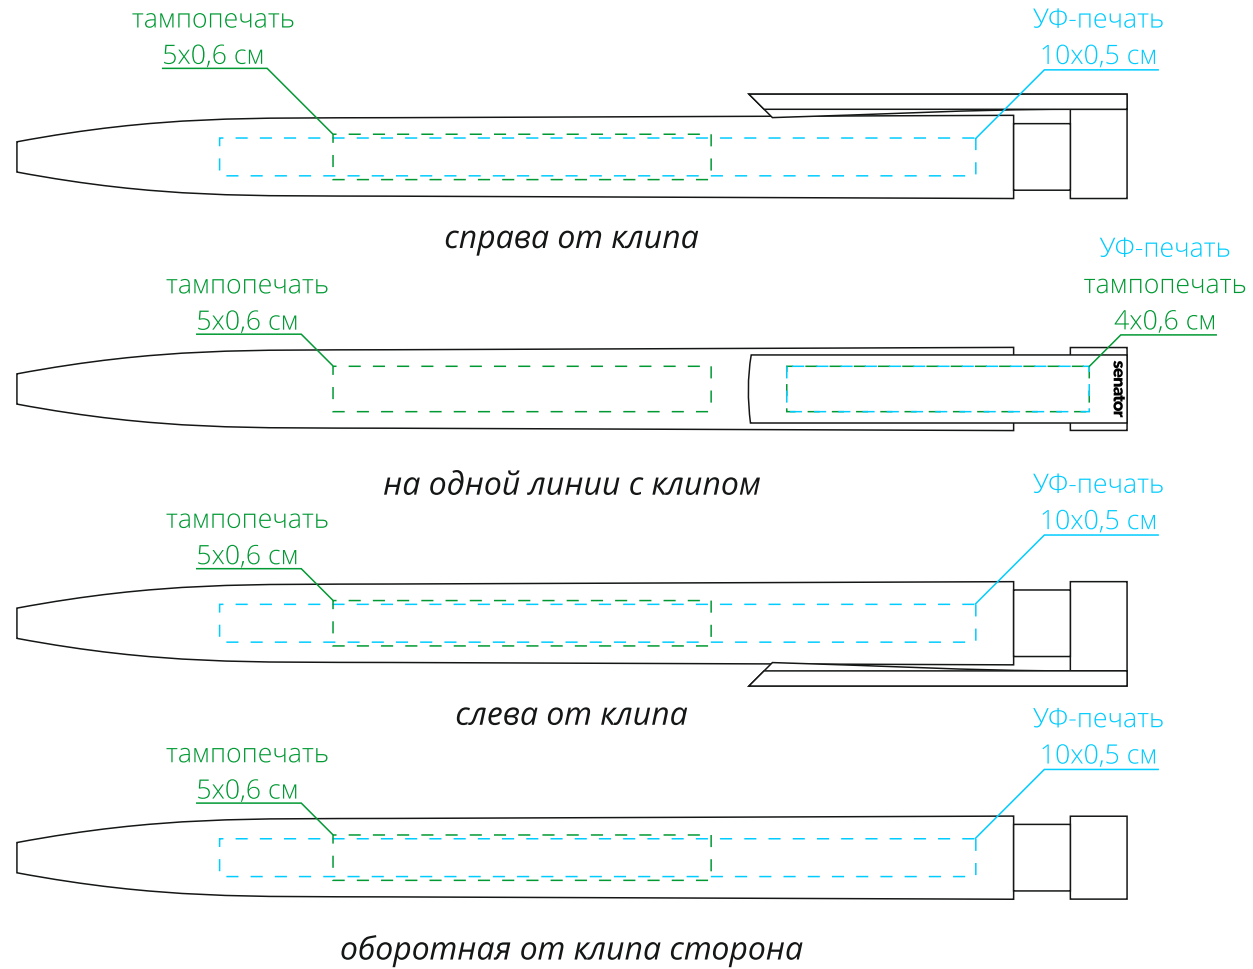 тампопечать
5х0,6 см
УФ-печать
10х0,5 см
справа от клипа
тампопечать
5х0,6 см
УФ-печать
тампопечать
4х0,6 см
senator
на одной линии с клипом
тампопечать
5х0,6 см
УФ-печать
10х0,5 см
слева от клипа
тампопечать
5х0,6 см
УФ-печать
10х0,5 см
оборотная от клипа сторона